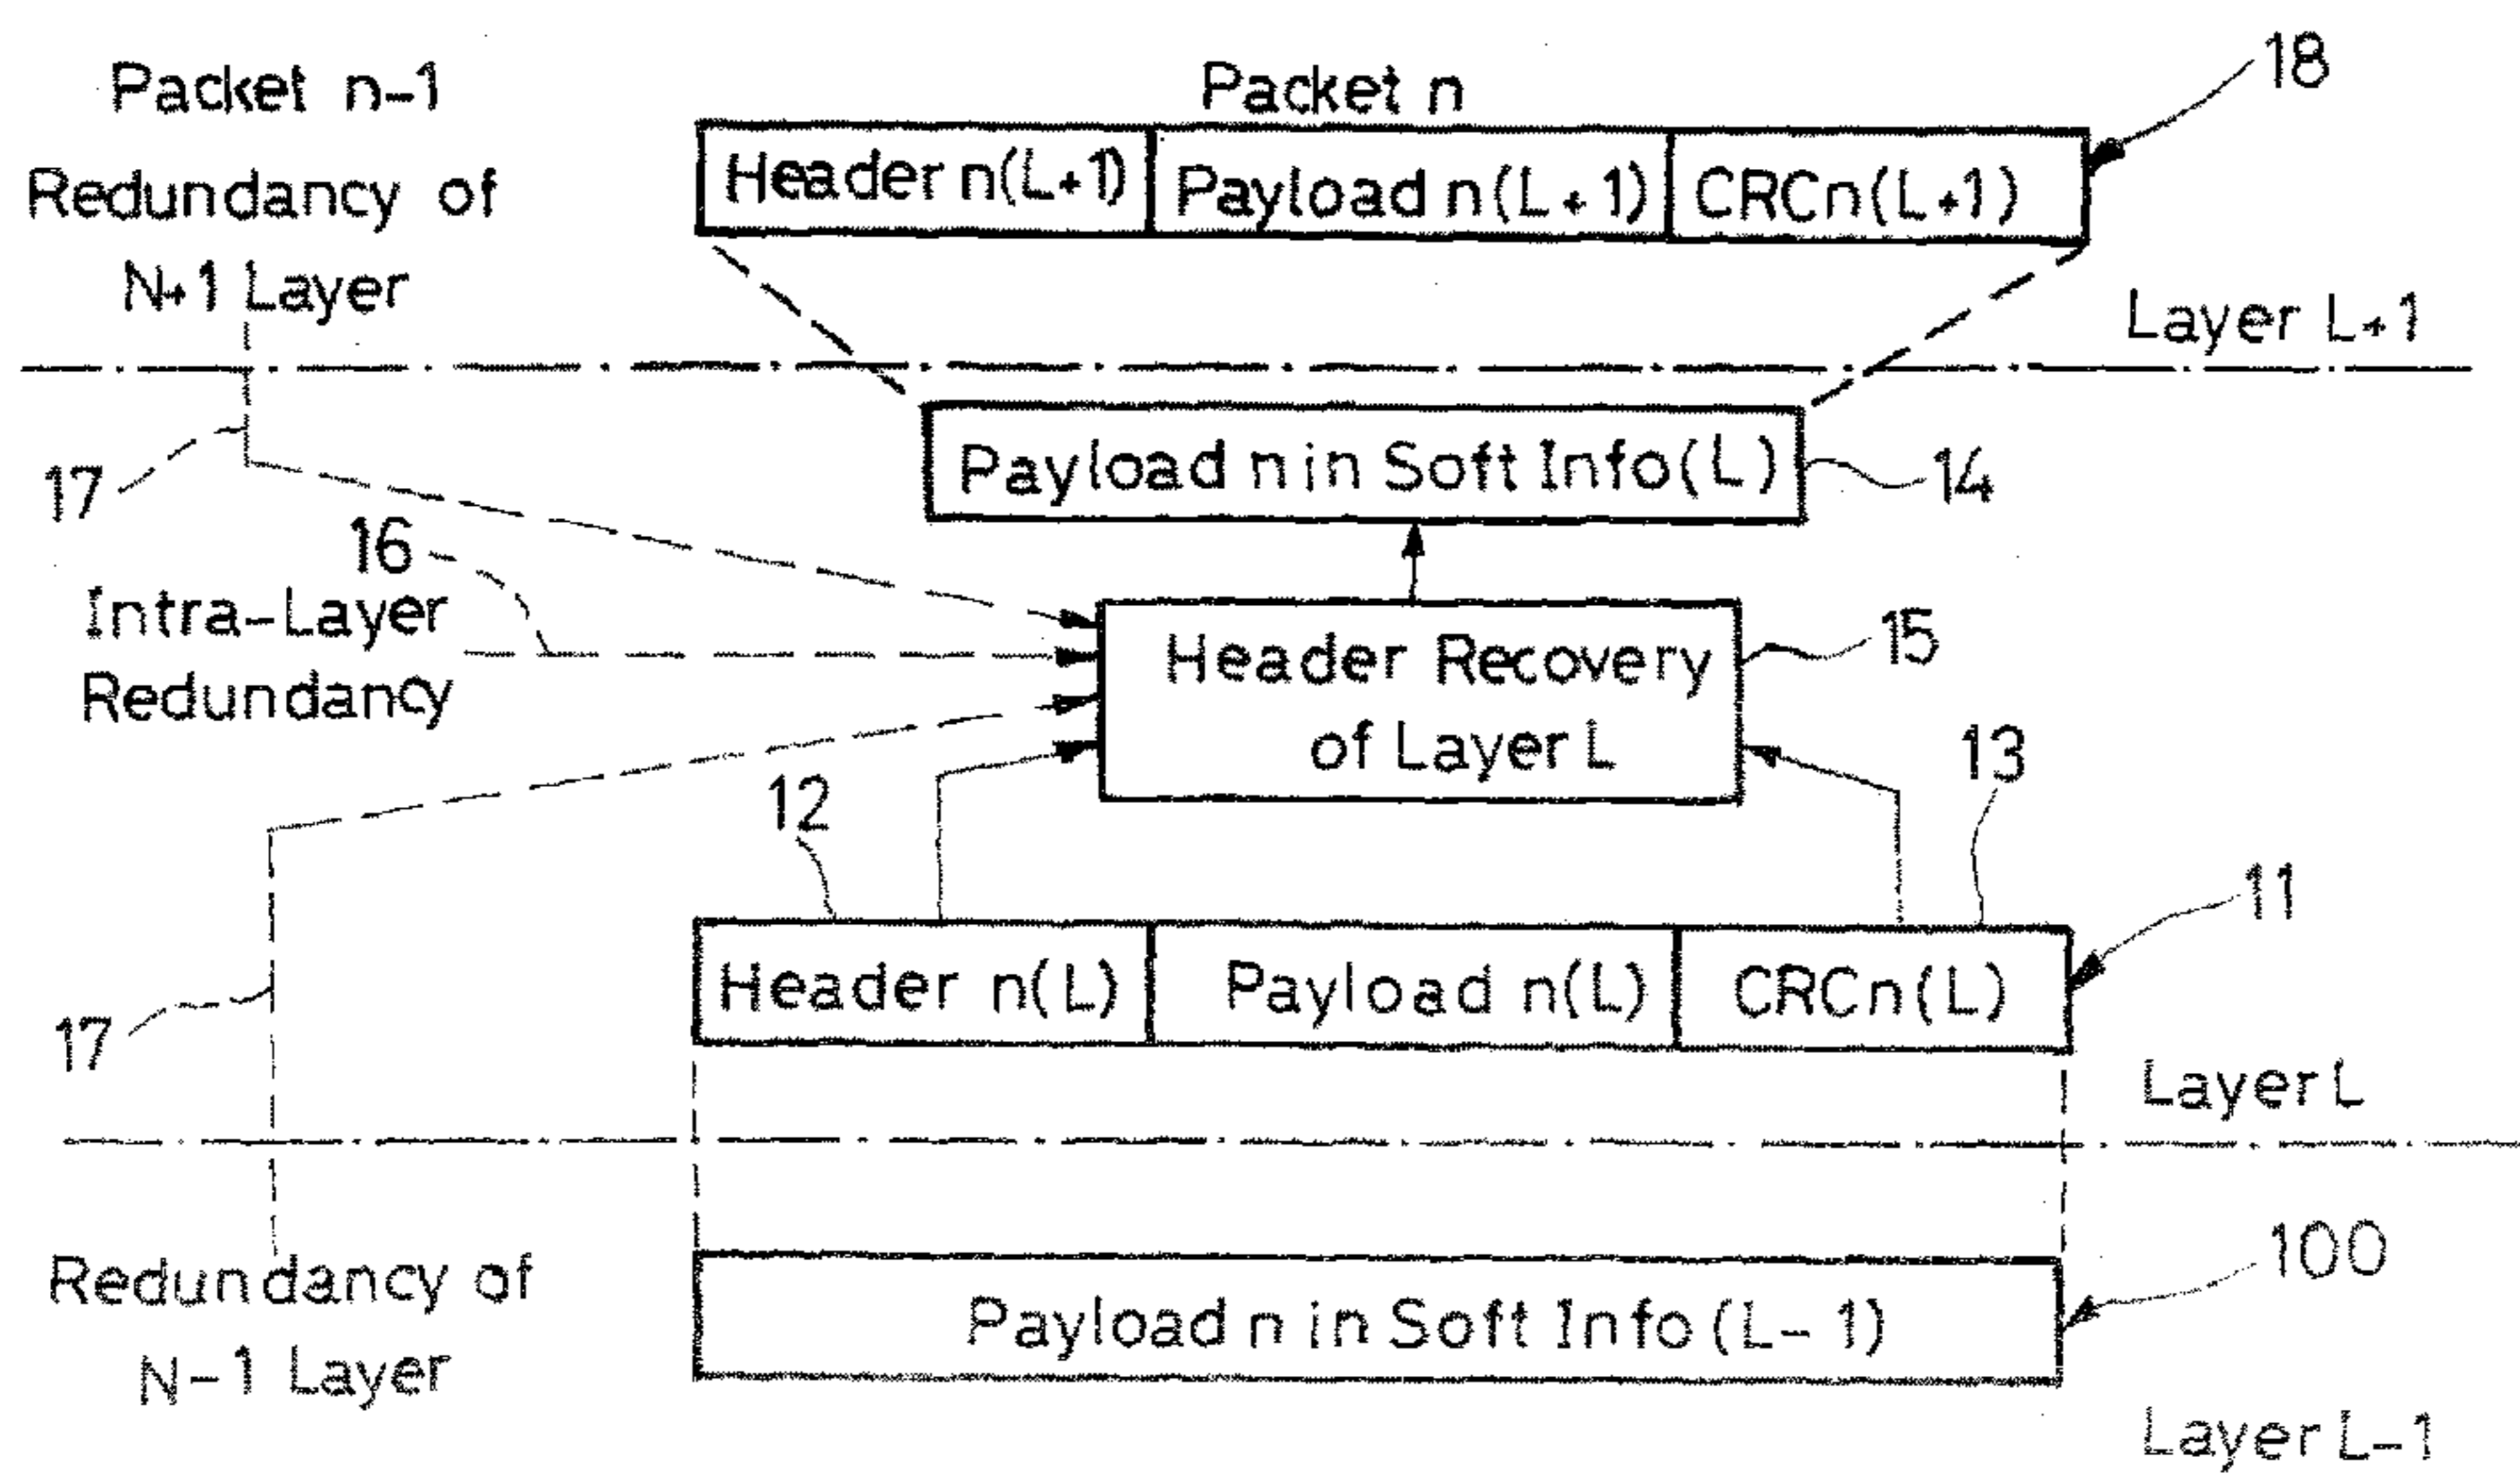 Packet n-1
Packet n
18
Redundancy of
N+1 Layer
Header n(L+1)
Payload n(L+1)
CRCn(L+1)
Layer L+1
17
Payload n in Soft Info(L)
14
16
Intra-Layer
Redundancy
Header Recovery
of Layer L
15
12
13
11
Header n(L)
Payload n(L)
CRCn(L)
17
Layer L
Redundancy of
N-1 Layer
Payload n in Soft Info(L-1)
100
Layer L-1